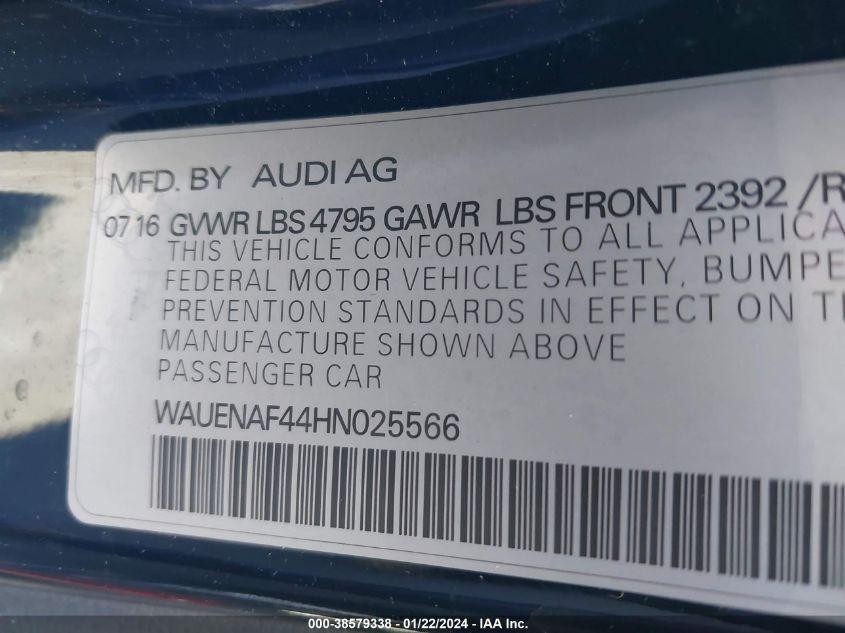 MFD. BY AUDI AG
07 16 GVWR LBS 4795 GAWR LBS FRONT 2392 /R
THIS VEHICLE CONFORMS TO ALL APPLICA
FEDERAL MOTOR VEHICLE SAFETY, BUMPE
PREVENTION STANDARDS IN EFFECT ON T
MANUFACTURE SHOWN ABOVE
PASSENGER CAR
WAUENAF44HN025566
000-38579338 - 01/22/2024 - IAA Inc.